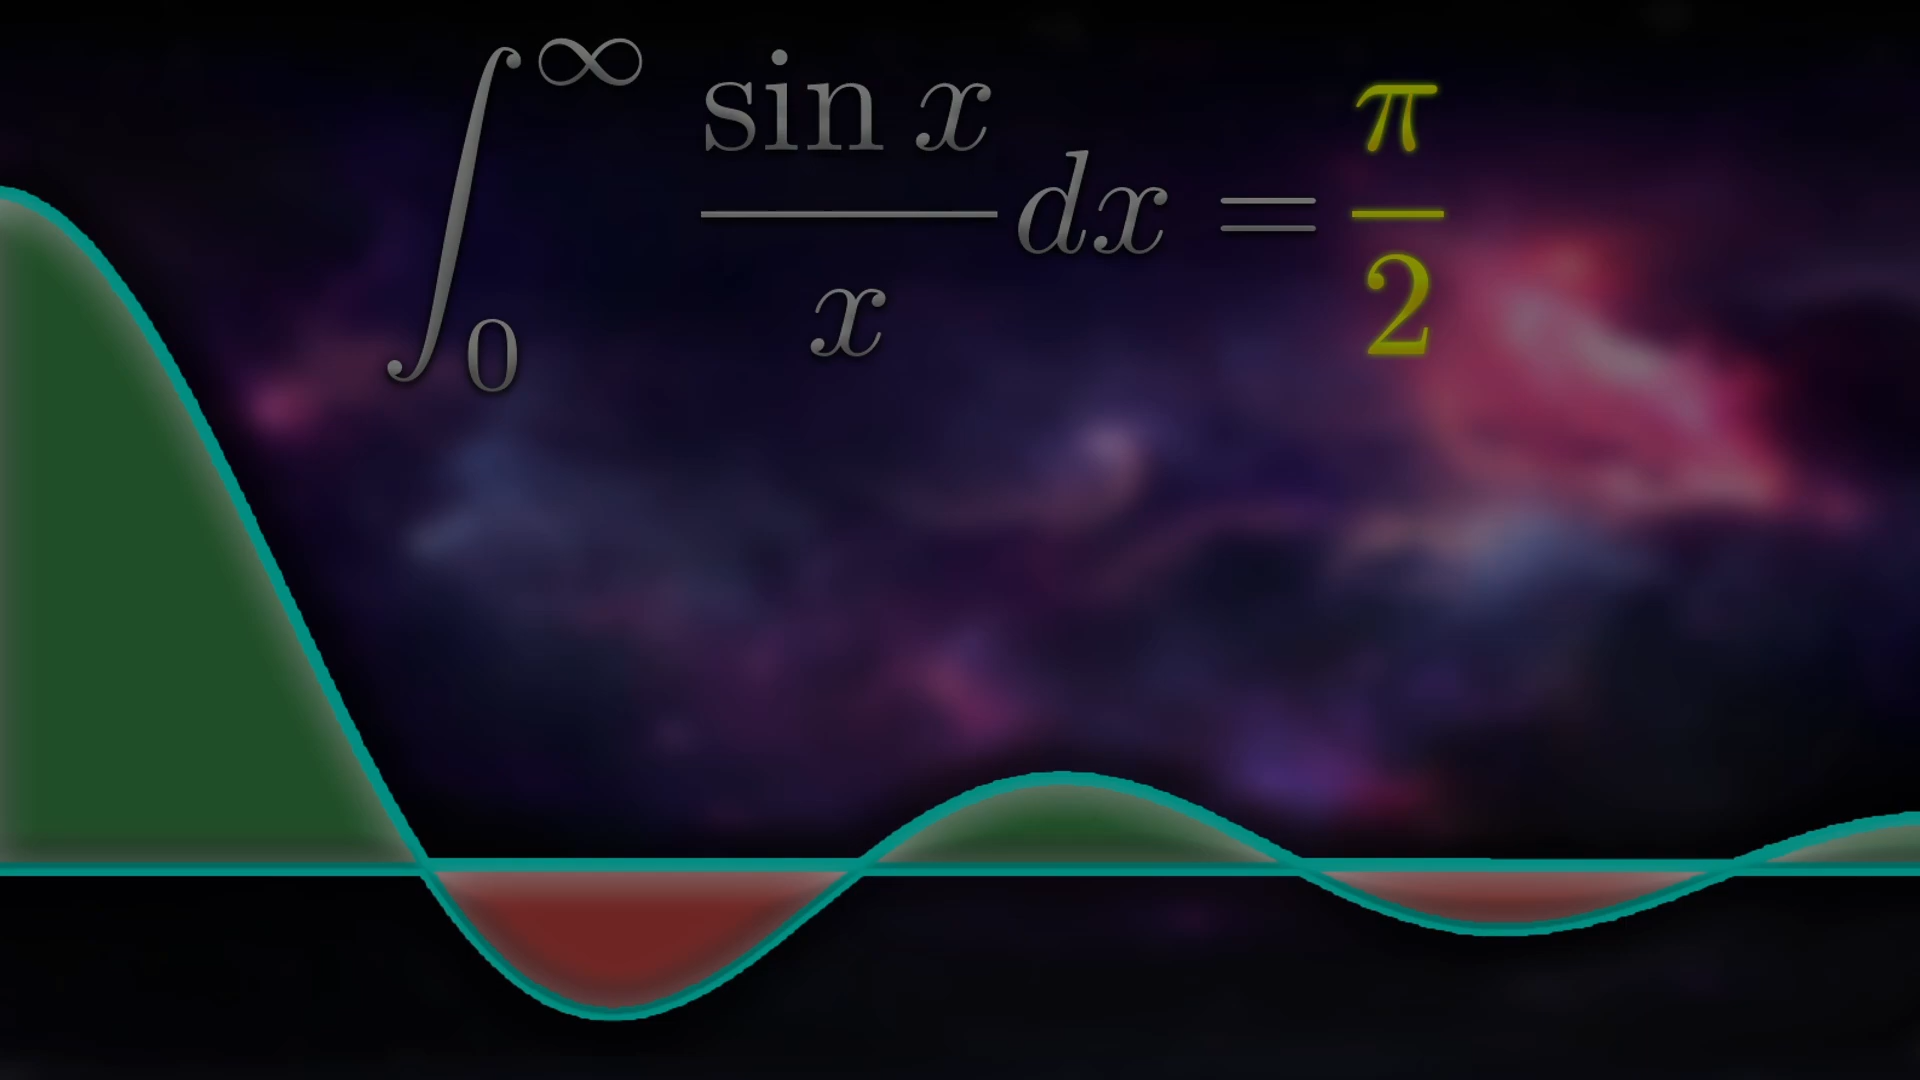 ∫₀^∞ sin x / x dx = π/2